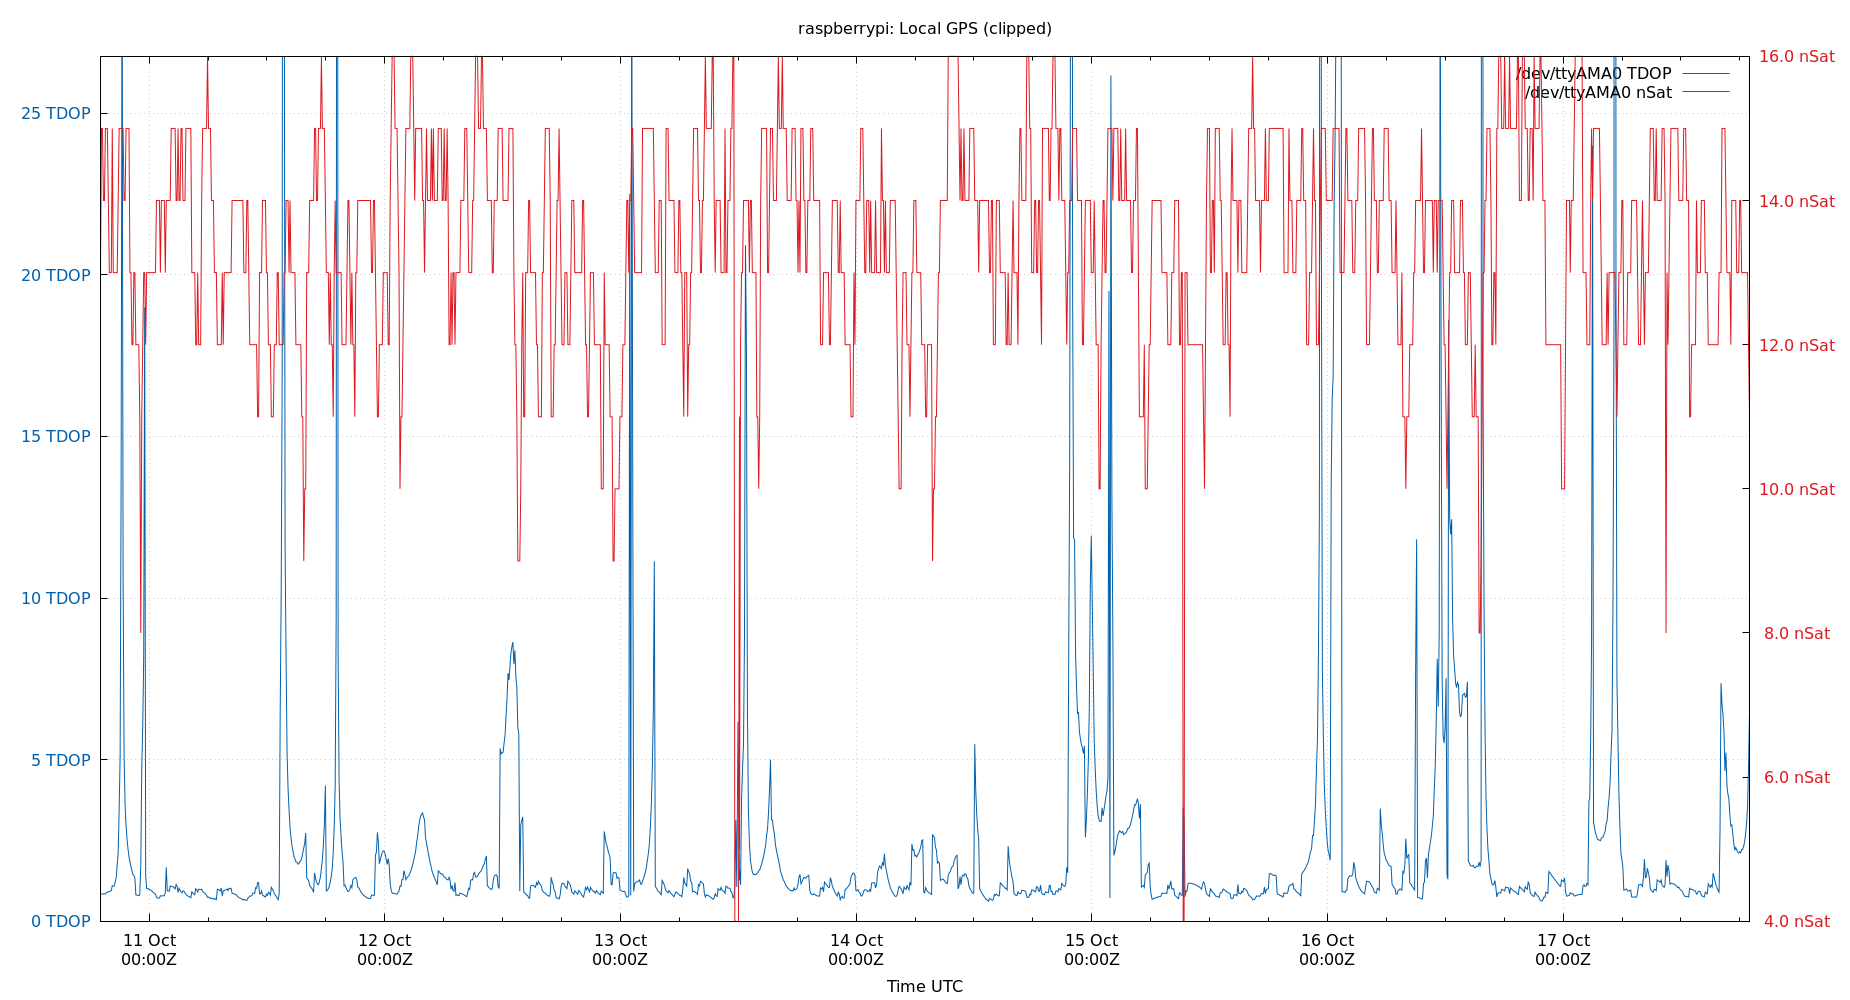 raspberrypi: Local GPS (clipped)
/dev/ttyAMA0 TDOP
/dev/ttyAMA0 nSat
25 TDOP
20 TDOP
15 TDOP
10 TDOP
5 TDOP
0 TDOP
16.0 nSat
14.0 nSat
12.0 nSat
10.0 nSat
8.0 nSat
6.0 nSat
4.0 nSat
11 Oct
00:00Z
12 Oct
00:00Z
13 Oct
00:00Z
14 Oct
00:00Z
15 Oct
00:00Z
16 Oct
00:00Z
17 Oct
00:00Z
Time UTC